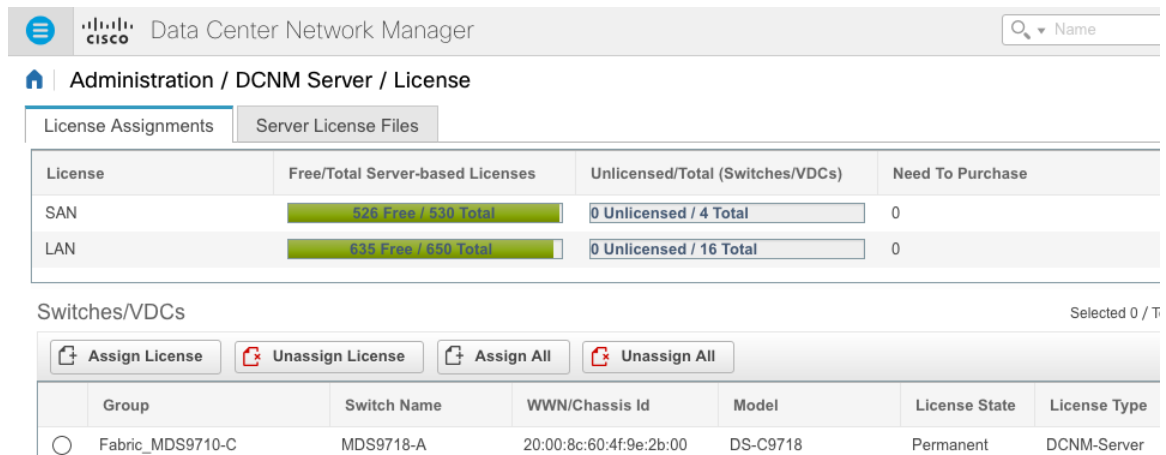 CISCO Data Center Network Manager Name
Administration / DCNM Server / License
License Assignments Server License Files
License Free/Total Server-based Licenses Unlicensed/Total (Switches/VDCs) Need To Purchase
SAN 526 Free / 530 Total 0 Unlicensed / 4 Total 0
LAN 635 Free / 650 Total 0 Unlicensed / 16 Total 0
Switches/VDCs Selected 0 /
Assign License Unassign License Assign All Unassign All
Group Switch Name WWN/Chassis Id Model License State License Type
Fabric_MDS9710-C MDS9718-A 20:00:8c:60:4f:9e:2b:00 DS-C9718 Permanent DCNM-Server